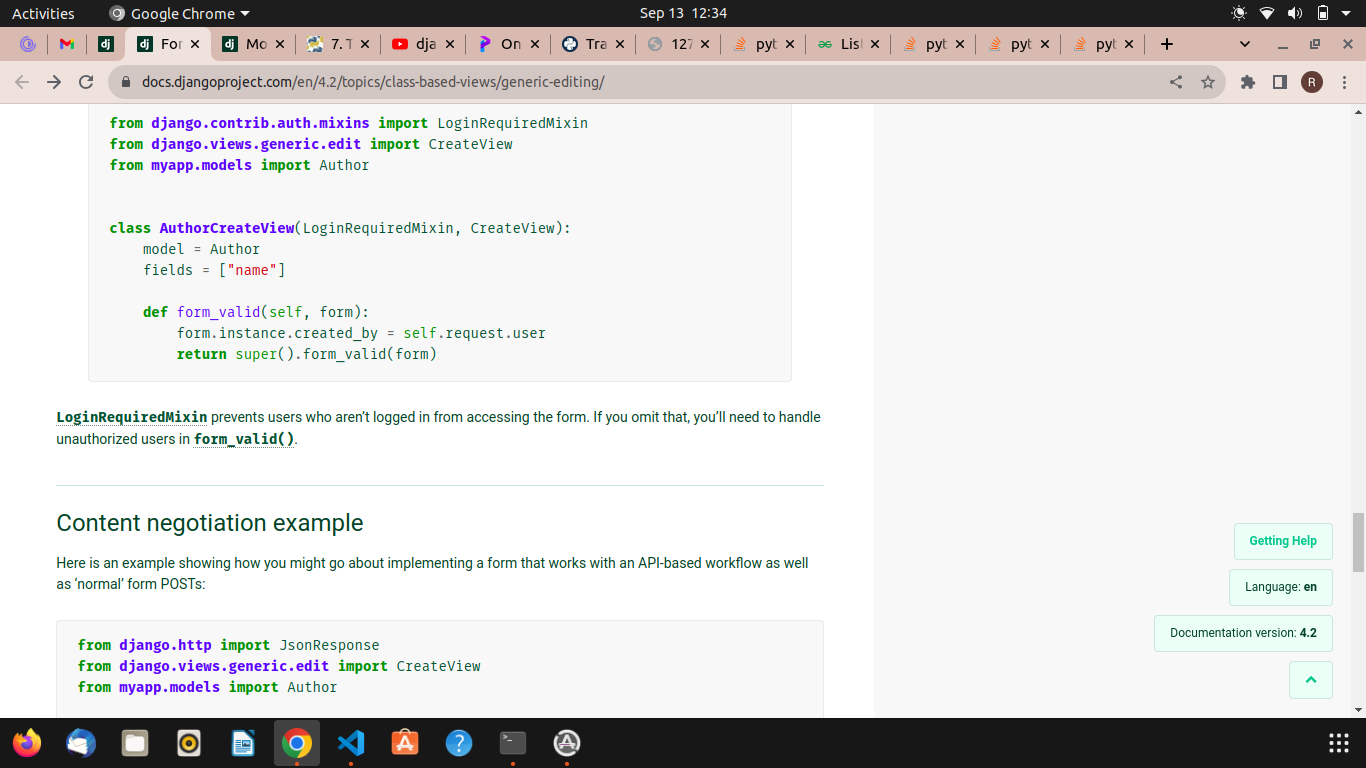 Activities
Google Chrome
Sep 13 12:34
For
Mo
7. T
dja
On
Tra
127
pyt
List
pyt
pyt
pyt
docs.djangoproject.com/en/4.2/topics/class-based-views/generic-editing/
R
from django.contrib.auth.mixins import LoginRequiredMixin
from django.views.generic.edit import CreateView
from myapp.models import Author
class AuthorCreateView(LoginRequiredMixin, CreateView):
model = Author
fields = ["name"]
def form_valid(self, form):
form.instance.created_by = self.request.user
return super().form_valid(form)
LoginRequiredMixin prevents users who aren’t logged in from accessing the form. If you omit that, you’ll need to handle
unauthorized users in form_valid().
Content negotiation example
Here is an example showing how you might go about implementing a form that works with an API-based workflow as well
as ‘normal’ form POSTs:
from django.http import JsonResponse
from django.views.generic.edit import CreateView
from myapp.models import Author
Getting Help
Language: en
Documentation version: 4.2